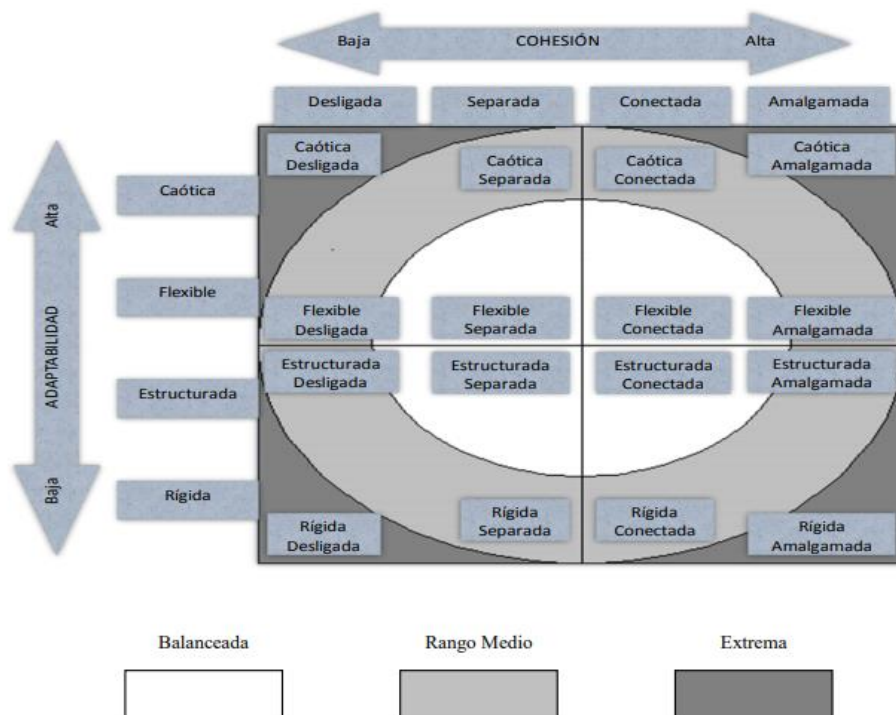 Baja COHESIÓN Alta
Desligada Separada Conectada Amalgamada
Caótica
Desligada
Caótica
Separada
Caótica
Conectada
Caótica
Amalgamada
Alta
ADAPTABILIDAD
Baja
Caótica
Flexible
Flexible
Desligada
Flexible
Separada
Flexible
Conectada
Flexible
Amalgamada
Estructurada
Desligada
Estructurada
Separada
Estructurada
Conectada
Estructurada
Amalgamada
Estructurada
Rígida
Rígida
Desligada
Rígida
Separada
Rígida
Conectada
Rígida
Amalgamada
Balanceada Rango Medio Extrema